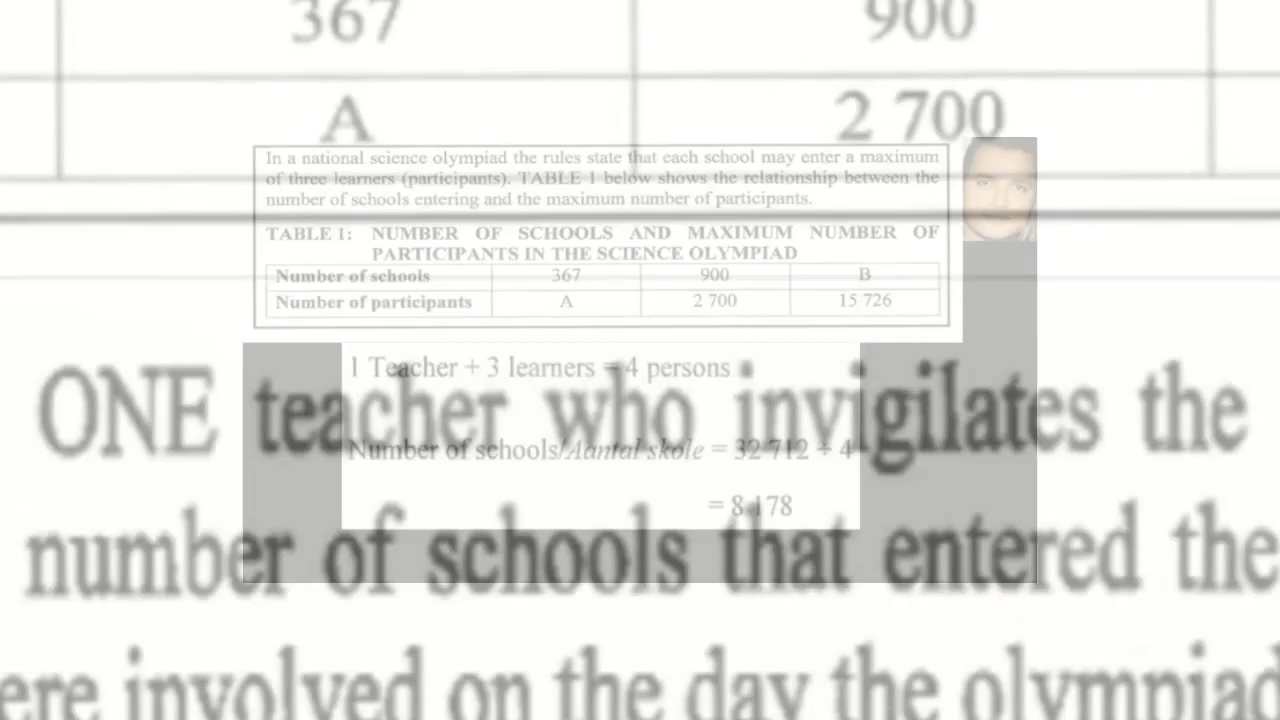 367 900
A 2 700
In a national science olympiad the rules state that each school may enter a maximum
of three learners (participants). TABLE 1 below shows the relationship between the
number of schools entering and the maximum number of participants.
TABLE 1: NUMBER OF SCHOOLS AND MAXIMUM NUMBER OF
PARTICIPANTS IN THE SCIENCE OLYMPIAD
Number of schools 367 900 B
Number of participants A 2 700 15 726
1 Teacher + 3 learners = 4 persons
ONE teacher who invigilates the
Number of schools/Aantal skole = 32 712 ÷ 4
= 8 178
number of schools that entered the
ere involved on the day the olympiad